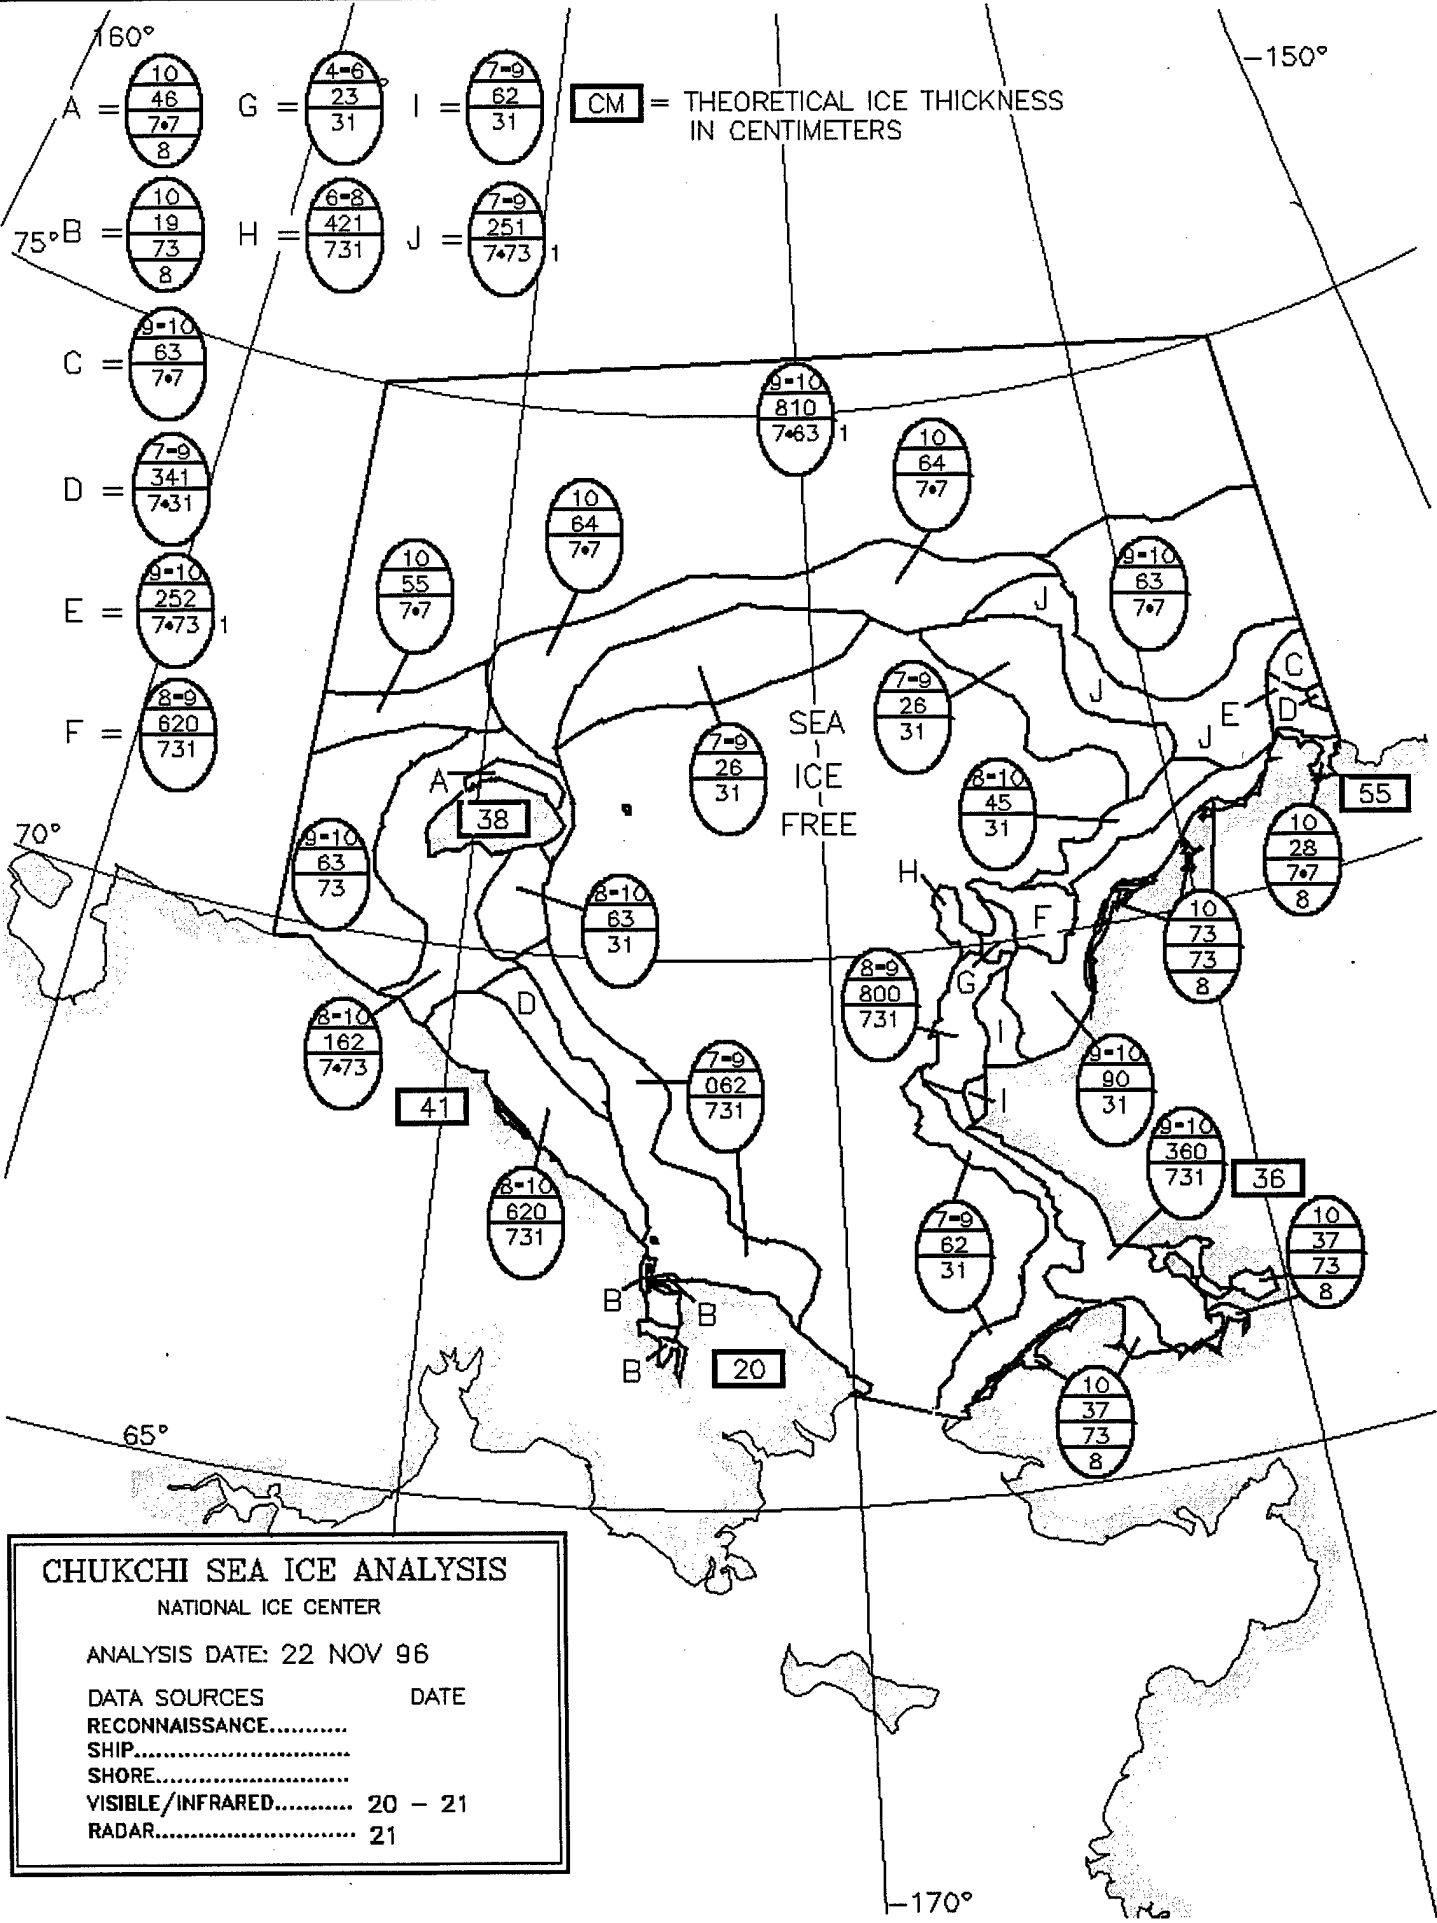 160°
-150°
A =
10
46
7•7
8
G =
4-6
23
31
I =
7-9
62
31
CM = THEORETICAL ICE THICKNESS
IN CENTIMETERS
75°
B =
10
19
73
8
H =
6-8
421
731
J =
7-9
251
7•73 1
C =
9-10
63
7•7
D =
7-9
341
7•31
E =
9-10
252
7•73 1
F =
8-9
620
731
9-10
810
7•63 1
10
64
7•7
10
64
7•7
10
55
7•7
9-10
63
7•7
J
C
J
E
D
J
7-9
26
31
7-9
26
31
SEA
ICE
FREE
A
38
8-10
45
31
55
70°
9-10
63
73
10
28
7•7
8
H
F
8-10
63
31
10
73
73
8
G
8-9
800
731
D
I
8-10
162
7•73
9-10
90
31
7-9
062
731
41
I
9-10
360
731
36
8-10
620
731
7-9
62
31
10
37
73
8
B
B
B
20
10
37
73
8
65°
CHUKCHI SEA ICE ANALYSIS
NATIONAL ICE CENTER
ANALYSIS DATE: 22 NOV 96
DATA SOURCES DATE
RECONNAISSANCE...........
SHIP..............................
SHORE...........................
VISIBLE/INFRARED........... 20 - 21
RADAR............................ 21
-170°